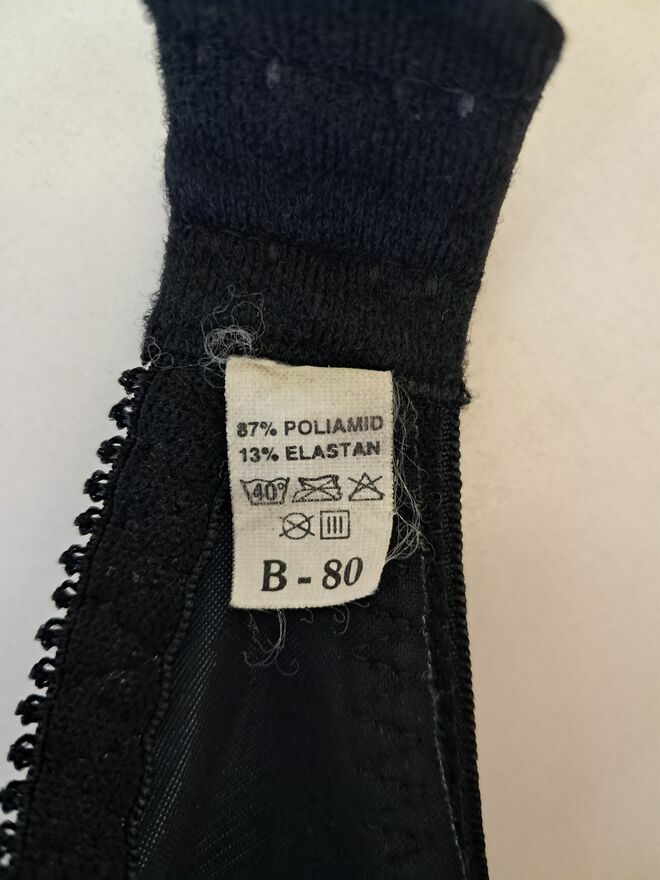 87% POLIAMID
13% ELASTAN
40°
B - 80